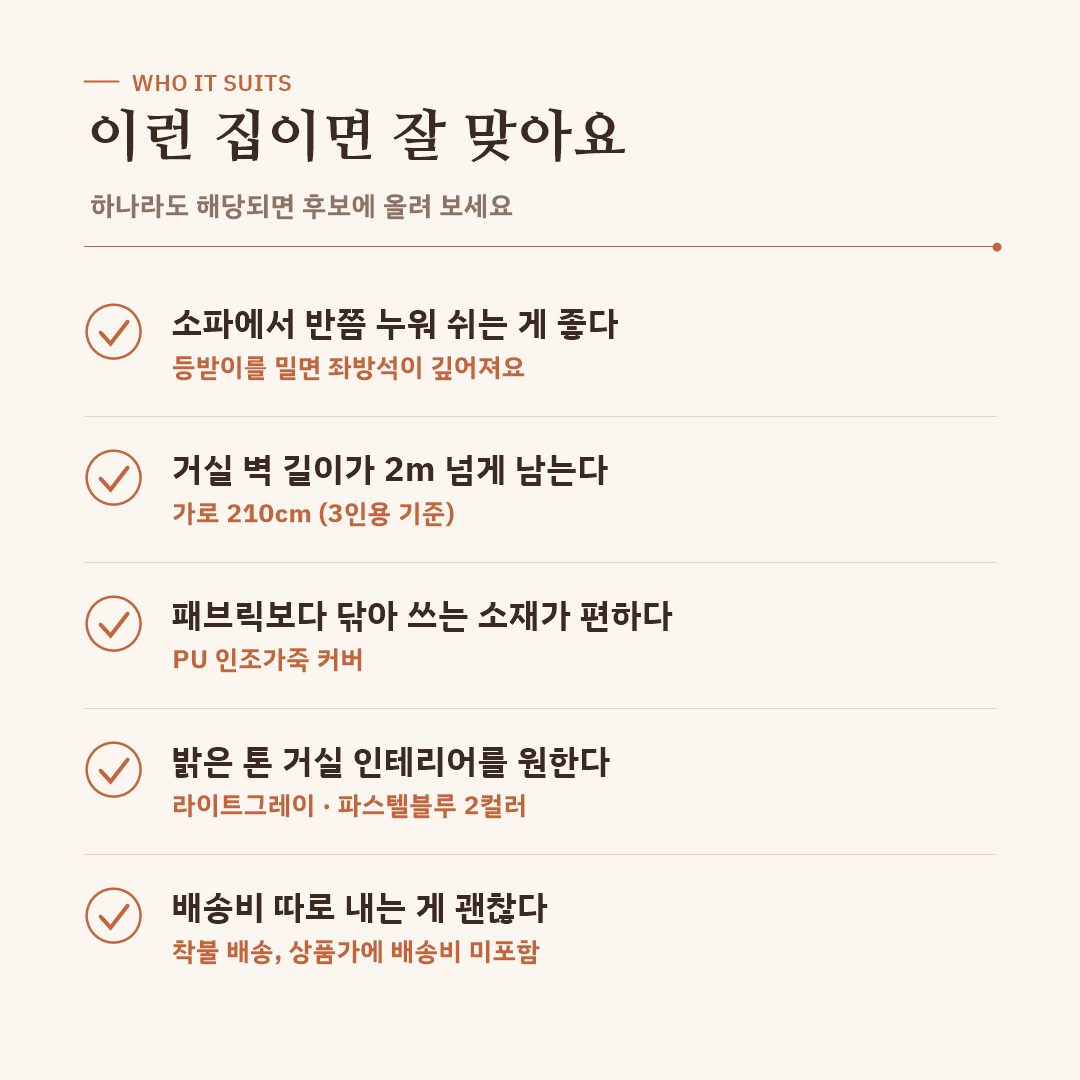 WHO IT SUITS
이런 집이면 잘 맞아요
하나라도 해당되면 후보에 올려 보세요
소파에서 반쯤 누워 쉬는 게 좋다
등받이를 밀면 좌방석이 깊어져요
거실 벽 길이가 2m 넘게 남는다
가로 210cm (3인용 기준)
패브릭보다 닦아 쓰는 소재가 편하다
PU 인조가죽 커버
밝은 톤 거실 인테리어를 원한다
라이트그레이 · 파스텔블루 2컬러
배송비 따로 내는 게 괜찮다
착불 배송, 상품가에 배송비 미포함